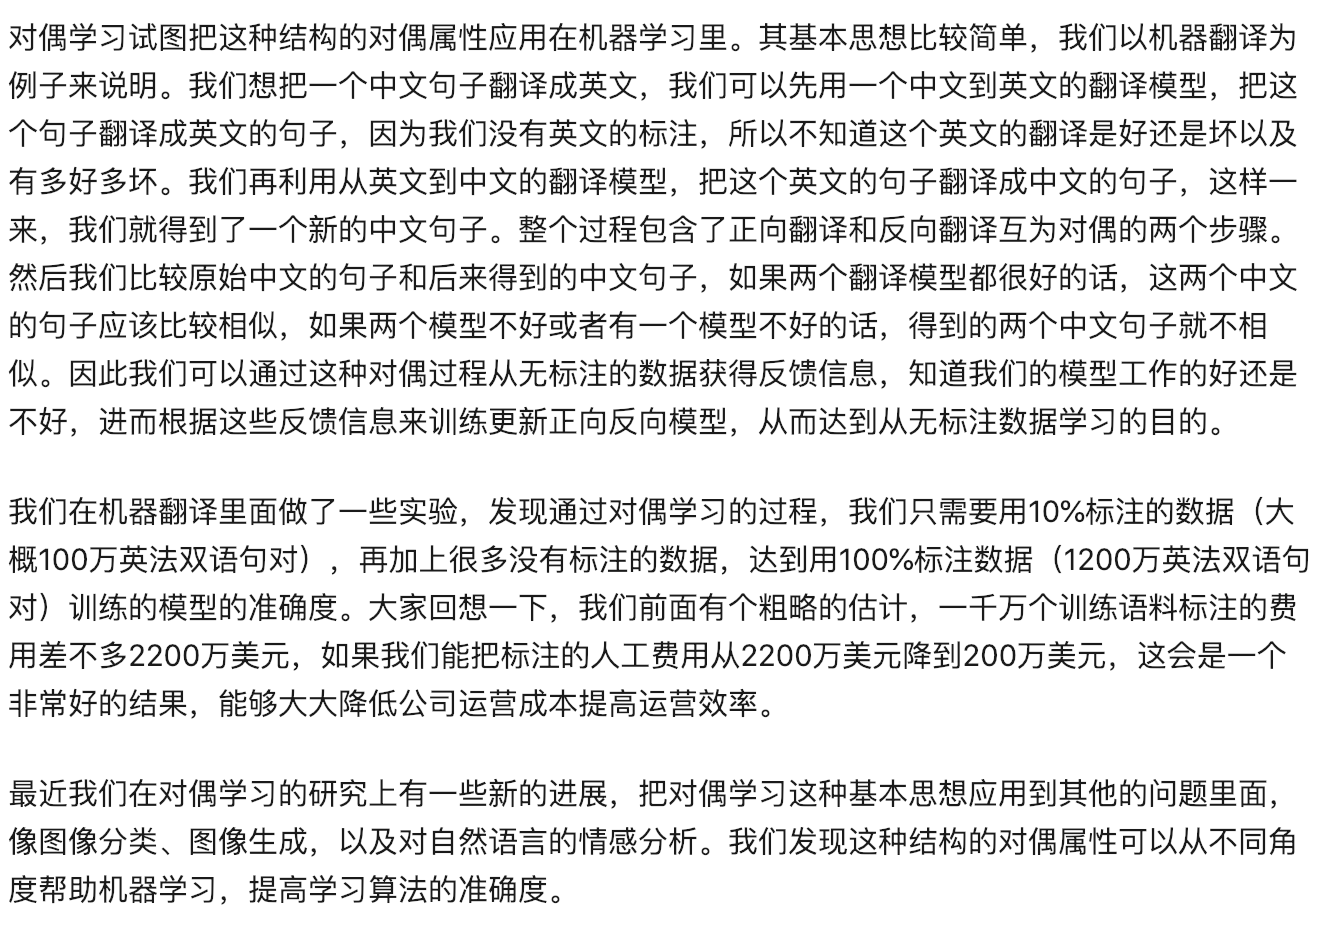 对偶学习试图把这种结构的对偶属性应用在机器学习里。其基本思想比较简单，我们以机器翻译为
例子来说明。我们想把一个中文句子翻译成英文，我们可以先用一个中文到英文的翻译模型，把这
个句子翻译成英文的句子，因为我们没有英文的标注，所以不知道这个英文的翻译是好还是坏以及
有多好多坏。我们再利用从英文到中文的翻译模型，把这个英文的句子翻译成中文的句子，这样一
来，我们就得到了一个新的中文句子。整个过程包含了正向翻译和反向翻译互为对偶的两个步骤。
然后我们比较原始中文的句子和后来得到的中文句子，如果两个翻译模型都很好的话，这两个中文
的句子应该比较相似，如果两个模型不好或者有一个模型不好的话，得到的两个中文句子就不相
似。因此我们可以通过这种对偶过程从无标注的数据获得反馈信息，知道我们的模型工作的好还是
不好，进而根据这些反馈信息来训练更新正向反向模型，从而达到从无标注数据学习的目的。
我们在机器翻译里面做了一些实验，发现通过对偶学习的过程，我们只需要用10%标注的数据（大
概100万英法双语句对），再加上很多没有标注的数据，达到用100%标注数据（1200万英法双语句
对）训练的模型的准确度。大家回想一下，我们前面有个粗略的估计，一千万个训练语料标注的费
用差不多2200万美元，如果我们能把标注的人工费用从2200万美元降到200万美元，这会是一个
非常好的结果，能够大大降低公司运营成本提高运营效率。
最近我们在对偶学习的研究上有一些新的进展，把对偶学习这种基本思想应用到其他的问题里面，
像图像分类、图像生成，以及对自然语言的情感分析。我们发现这种结构的对偶属性可以从不同角
度帮助机器学习，提高学习算法的准确度。